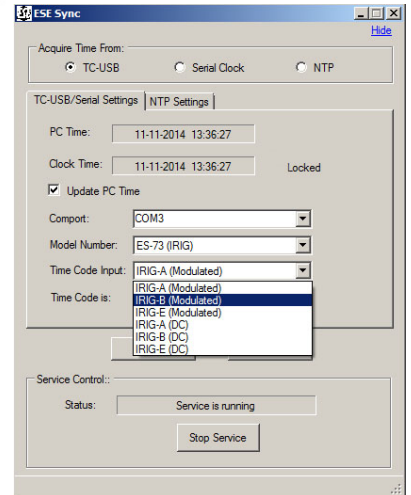 ESE Sync
Hide
Acquire Time From:
TC-USB Serial Clock NTP
TC-USB/Serial Settings NTP Settings
PC Time: 11-11-2014 13:36:27
Clock Time: 11-11-2014 13:36:27 Locked
Update PC Time
Comport: COM3
Model Number: ES-73 (IRIG)
Time Code Input: IRIG-A (Modulated)
Time Code is:
IRIG-A (Modulated)
IRIG-B (Modulated)
IRIG-E (Modulated)
IRIG-A (DC)
IRIG-B (DC)
IRIG-E (DC)
Service Control::
Status: Service is running
Stop Service